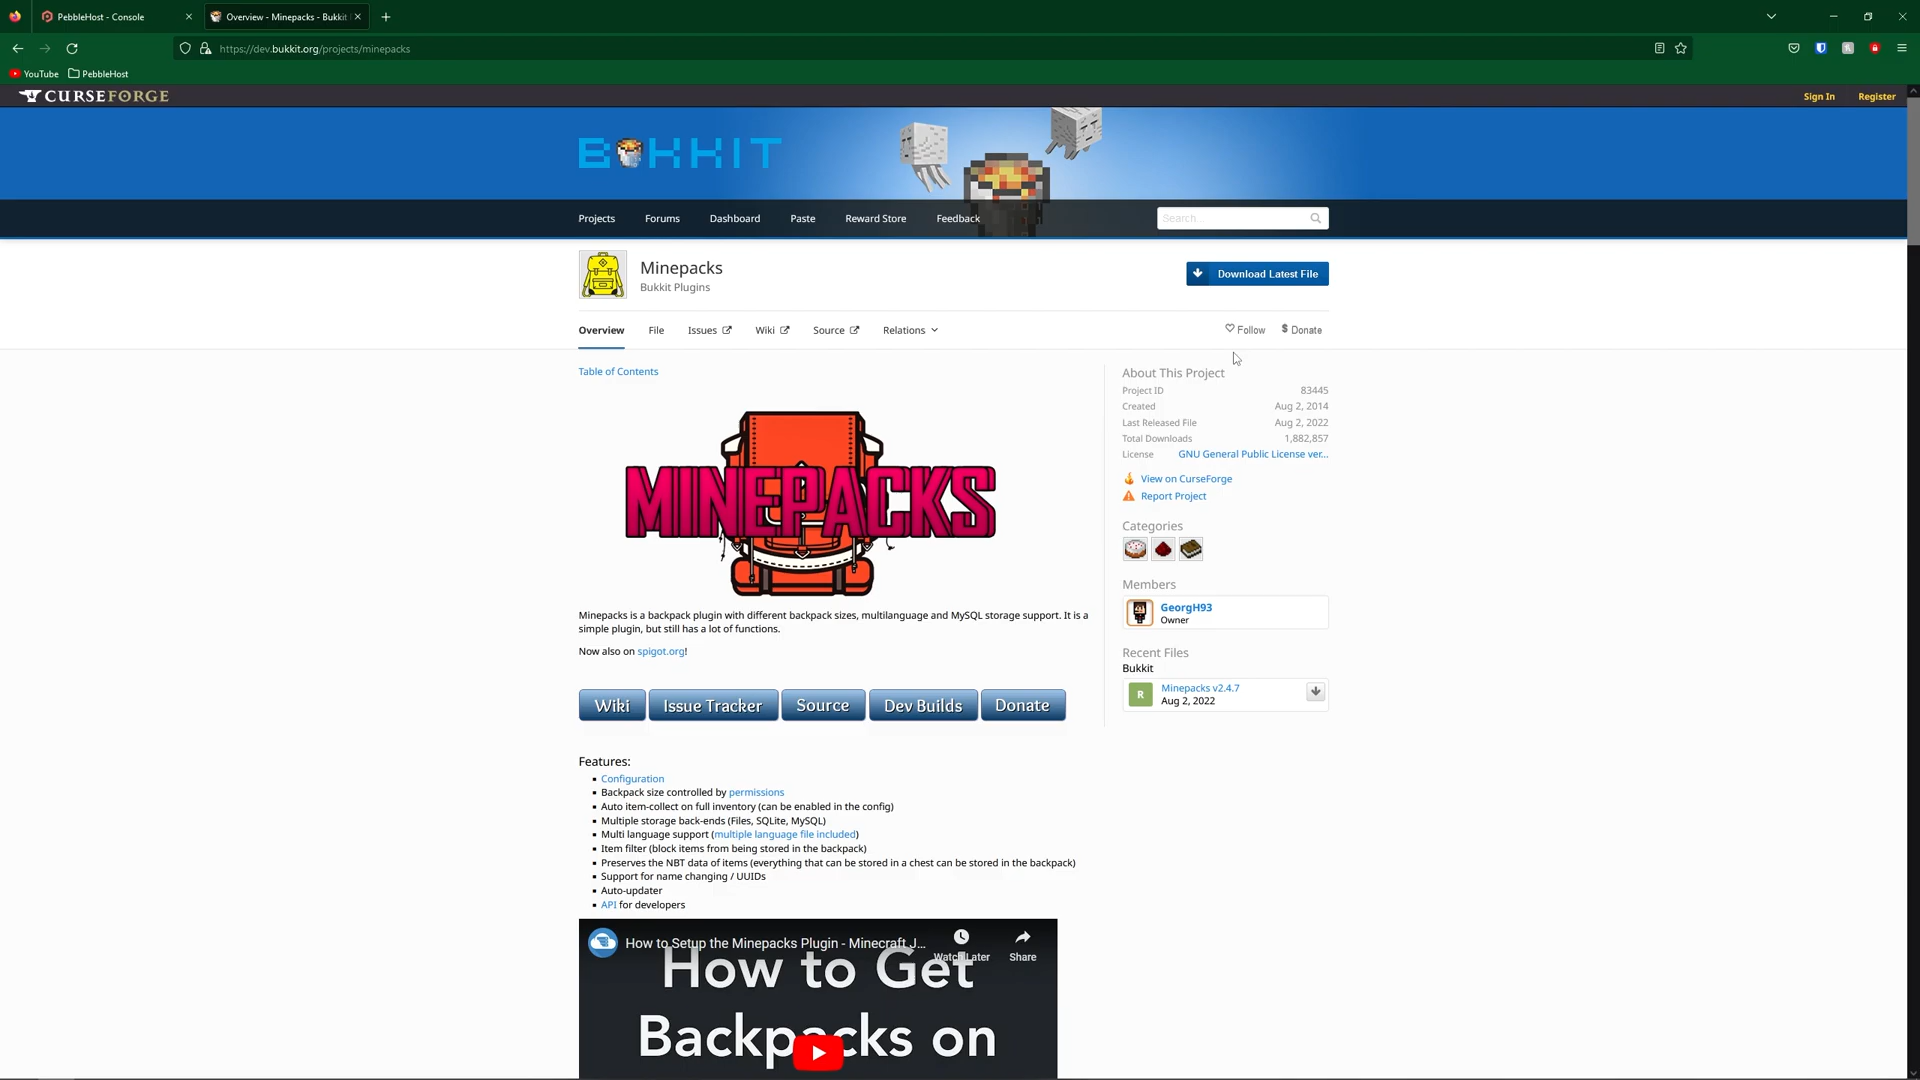 PebbleHost - Console
Overview - Minepacks - Bukkit
https://dev.bukkit.org/projects/minepacks
YouTube
PebbleHost
CURSEFORGE
Sign In
Register
BUKKIT
Projects
Forums
Dashboard
Paste
Reward Store
Feedback
Search...
Minepacks
Bukkit Plugins
Download Latest File
Overview
File
Issues
Wiki
Source
Relations
Follow
$ Donate
Table of Contents
MINEPACKS
Minepacks is a backpack plugin with different backpack sizes, multilanguage and MySQL storage support. It is a
simple plugin, but still has a lot of functions.
Now also on spigot.org!
Wiki
Issue Tracker
Source
Dev Builds
Donate
Features:
Configuration
Backpack size controlled by permissions
Auto item-collect on full inventory (can be enabled in the config)
Multiple storage back-ends (Files, SQLite, MySQL)
Multi language support (multiple language file included)
Item filter (block items from being stored in the backpack)
Preserves the NBT data of items (everything that can be stored in a chest can be stored in the backpack)
Support for name changing / UUIDs
Auto-updater
API for developers
How to Setup the Minepacks Plugin - Minecraft J...
Watch Later
Share
How to Get
Backpacks on
About This Project
Project ID 83445
Created Aug 2, 2014
Last Released File Aug 2, 2022
Total Downloads 1,882,857
License GNU General Public License ver...
View on CurseForge
Report Project
Categories
Members
GeorgH93
Owner
Recent Files
Bukkit
R
Minepacks v2.4.7
Aug 2, 2022